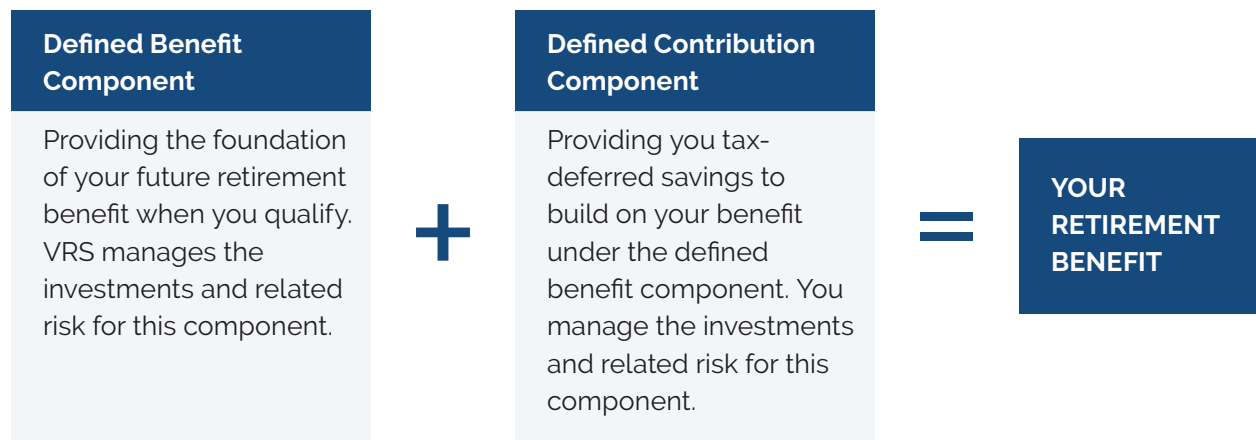 Defined Benefit
Component
Providing the foundation
of your future retirement
benefit when you qualify.
VRS manages the
investments and related
risk for this component.
+
Defined Contribution
Component
Providing you tax-
deferred savings to
build on your benefit
under the defined
benefit component. You
manage the investments
and related risk for this
component.
=
YOUR
RETIREMENT
BENEFIT